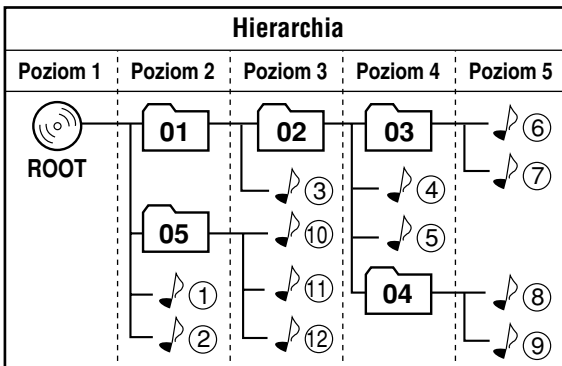 Hierarchia
Poziom 1 Poziom 2 Poziom 3 Poziom 4 Poziom 5
01 02 03 ⑥
ROOT
③ ④ ⑦
05 ⑩ ⑤
① ⑪ 04 ⑧
② ⑫ ⑨